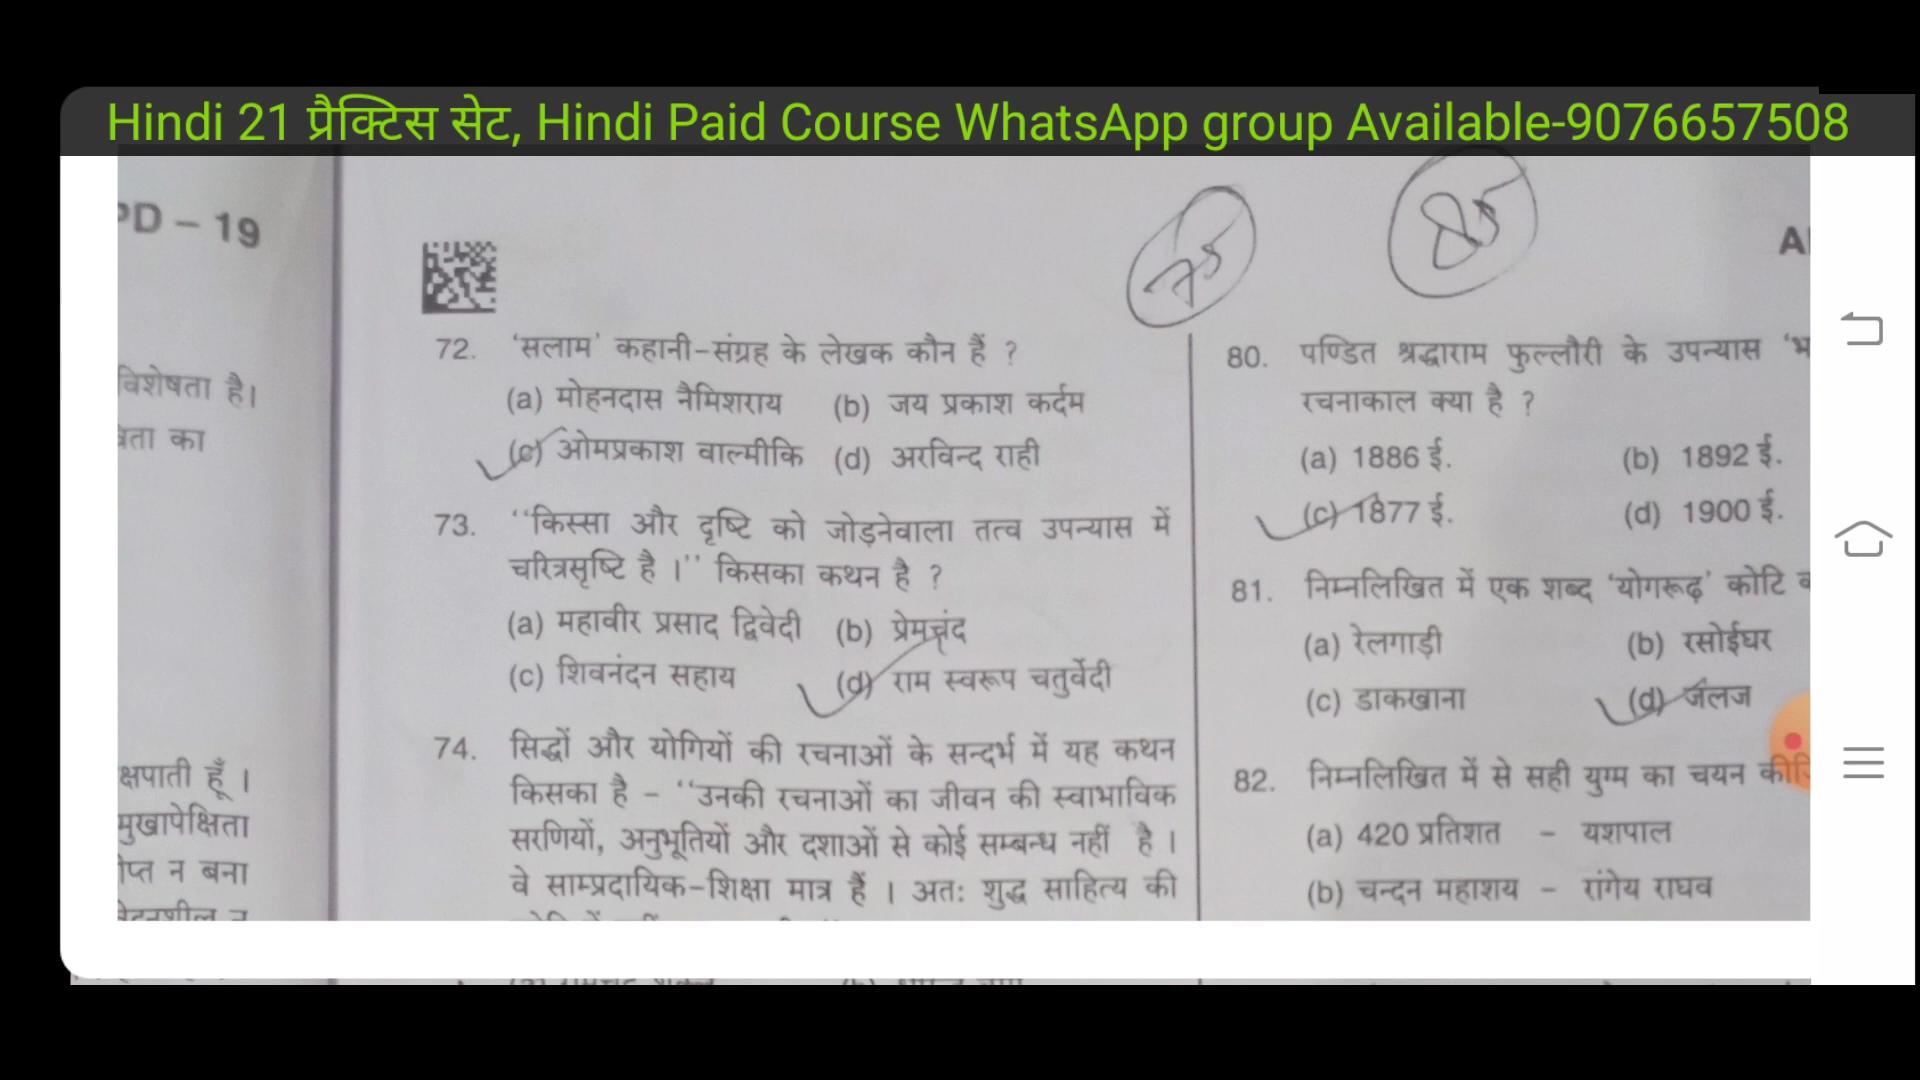 Hindi 21 प्रैक्टिस सेट, Hindi Paid Course WhatsApp group Available-9076657508
PD – 19
विशेषता है।
का
हूँ ।
मुखापेक्षिता
न बना
75
85
72. 'सलाम' कहानी-संग्रह के लेखक कौन हैं ?
(a) मोहनदास नैमिशराय (b) जय प्रकाश कर्दम
(c) ओमप्रकाश वाल्मीकि (d) अरविन्द राही
73. ''किस्सा और दृष्टि को जोड़नेवाला तत्व उपन्यास में
चरित्रसृष्टि है ।'' किसका कथन है ?
(a) महावीर प्रसाद द्विवेदी (b) प्रेमचंद
(c) शिवनंदन सहाय (d) राम स्वरूप चतुर्वेदी
74. सिद्धों और योगियों की रचनाओं के सन्दर्भ में यह कथन
किसका है – ''उनकी रचनाओं का जीवन की स्वाभाविक
सरणियों, अनुभूतियों और दशाओं से कोई सम्बन्ध नहीं है ।
वे साम्प्रदायिक-शिक्षा मात्र हैं । अतः शुद्ध साहित्य की
80. पण्डित श्रद्धाराम फुल्लौरी के उपन्यास
रचनाकाल क्या है ?
(a) 1886 ई. (b) 1892 ई.
(c) 1877 ई. (d) 1900 ई.
81. निम्नलिखित में एक शब्द 'योगरूढ़' कोटि
(a) रेलगाड़ी (b) रसोईघर
(c) डाकखाना (d) जलज
82. निम्नलिखित में से सही युग्म का चयन
(a) 420 प्रतिशत – यशपाल
(b) चन्दन महाशय – रांगेय राघव